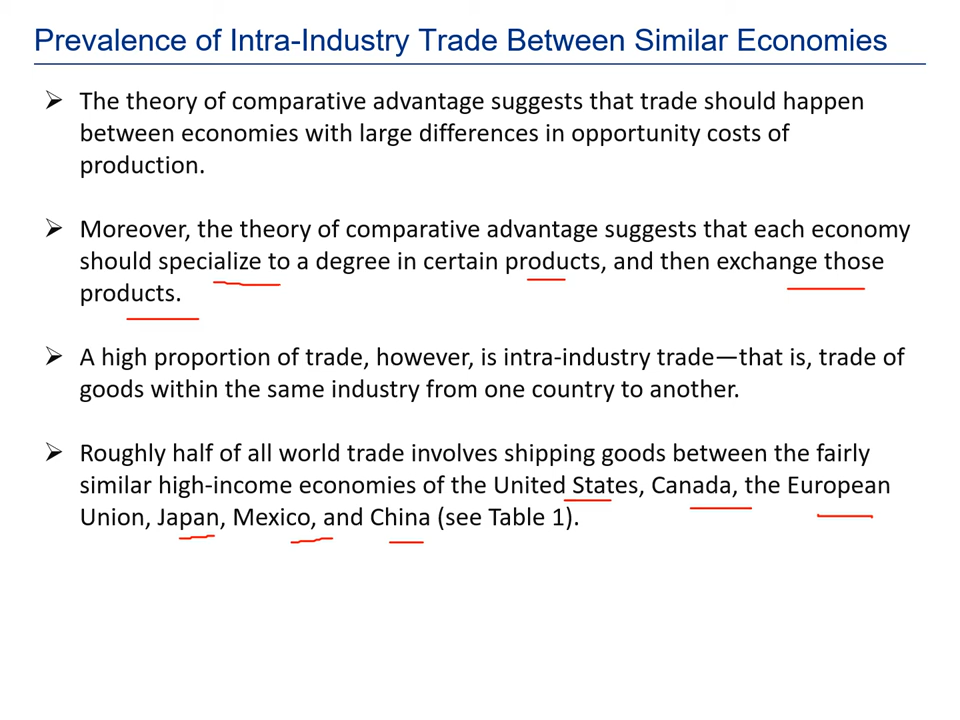 Prevalence of Intra-Industry Trade Between Similar Economies
➢ The theory of comparative advantage suggests that trade should happen
between economies with large differences in opportunity costs of
production.
➢ Moreover, the theory of comparative advantage suggests that each economy
should specialize to a degree in certain products, and then exchange those
products.
➢ A high proportion of trade, however, is intra-industry trade—that is, trade of
goods within the same industry from one country to another.
➢ Roughly half of all world trade involves shipping goods between the fairly
similar high-income economies of the United States, Canada, the European
Union, Japan, Mexico, and China (see Table 1).